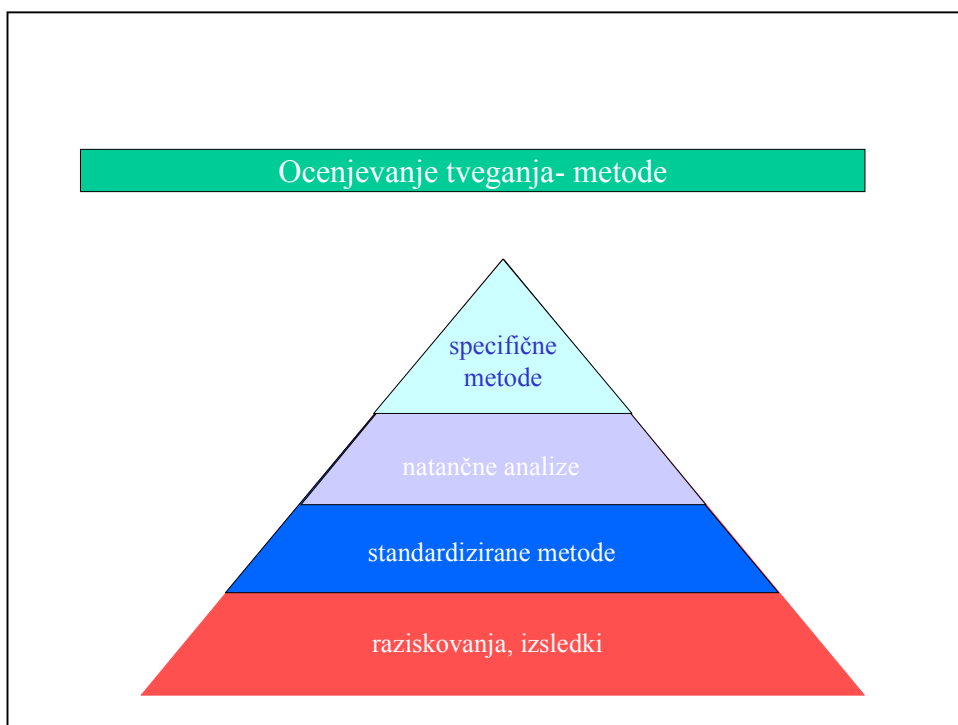 Ocenjevanje tveganja- metode
specifične
metode
natančne analize
standardizirane metode
raziskovanja, izsledki